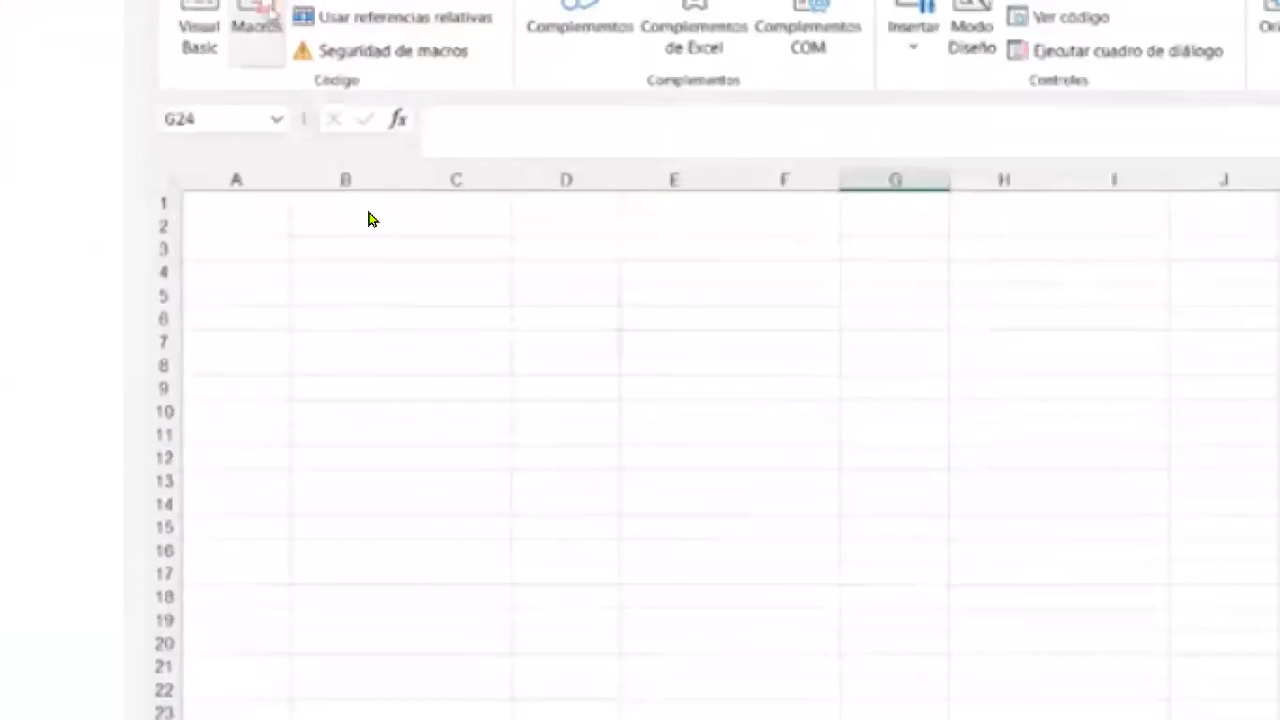 Visual Basic
Macros
Usar referencias relativas
Seguridad de macros
Código
Complementos
Complementos de Excel
Complementos COM
Complementos
Insertar
Modo Diseño
Ver código
Ejecutar cuadro de diálogo
Controles
G24
fx
A B C D E F G H I J
1
2
3
4
5
6
7
8
9
10
11
12
13
14
15
16
17
18
19
20
21
22
23